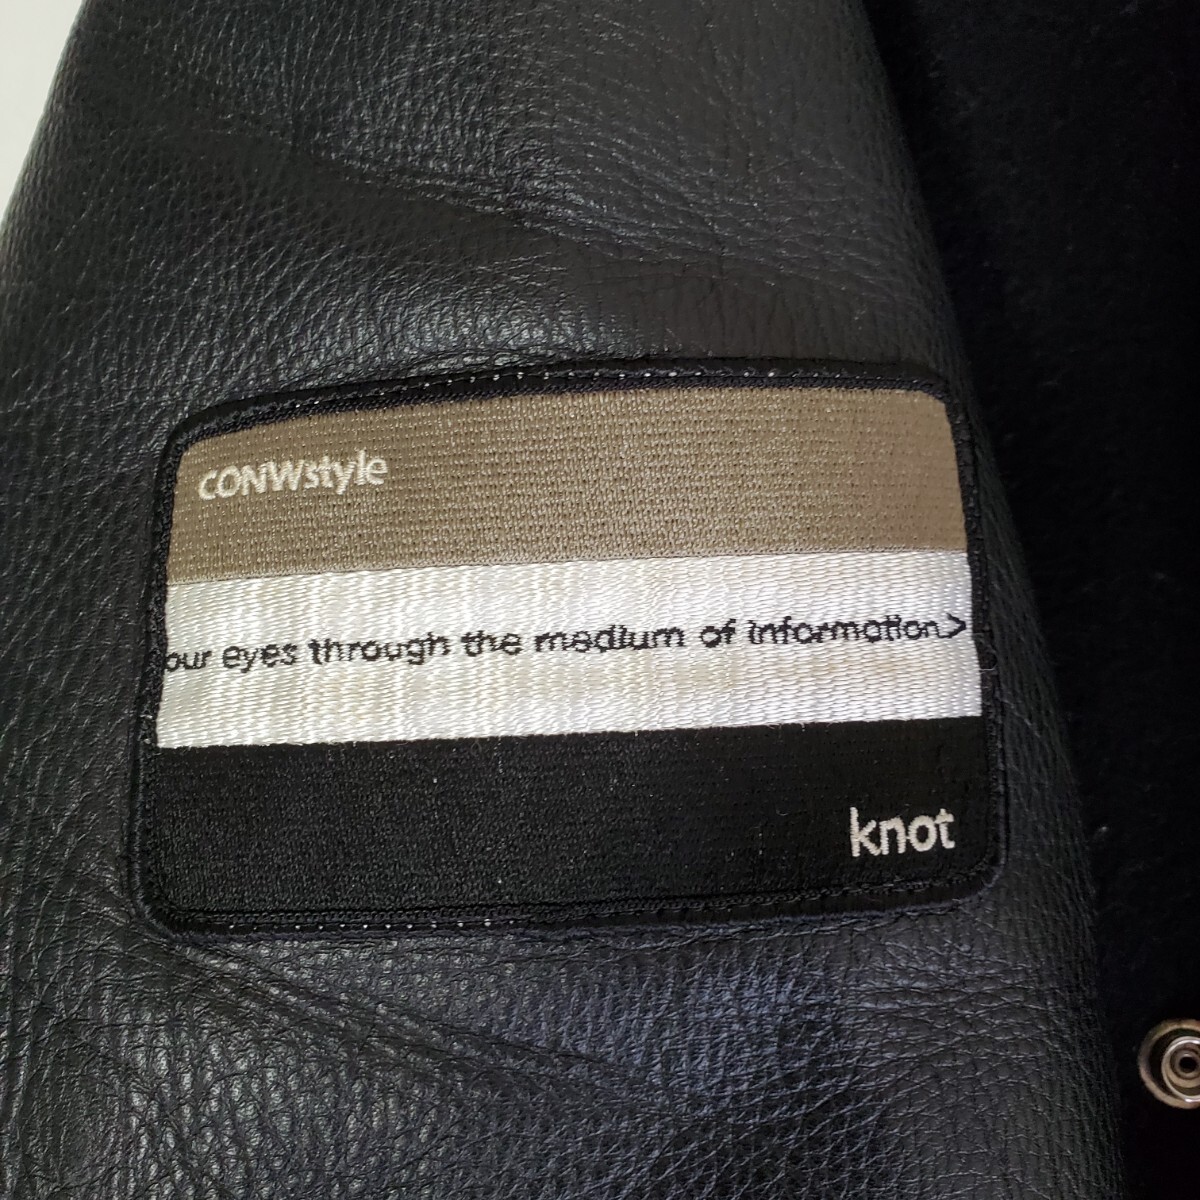 CONWstyle
our eyes through the medium of information>
knot